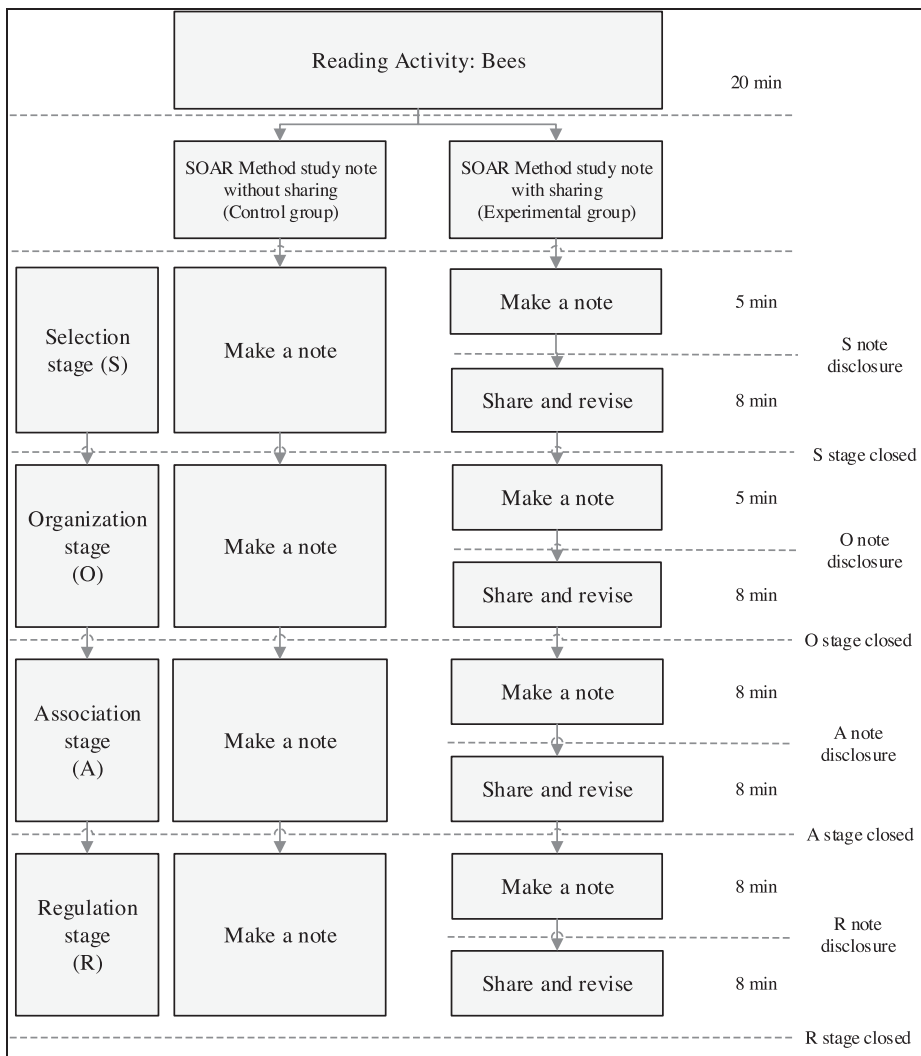 Reading Activity: Bees
20 min
SOAR Method study note
without sharing
(Control group)
SOAR Method study note
with sharing
(Experimental group)
Selection
stage (S)
Make a note
Make a note
5 min
S note
disclosure
Share and revise
8 min
S stage closed
Organization
stage
(O)
Make a note
Make a note
5 min
O note
disclosure
Share and revise
8 min
O stage closed
Association
stage
(A)
Make a note
Make a note
8 min
A note
disclosure
Share and revise
8 min
A stage closed
Regulation
stage
(R)
Make a note
Make a note
8 min
R note
disclosure
Share and revise
8 min
R stage closed